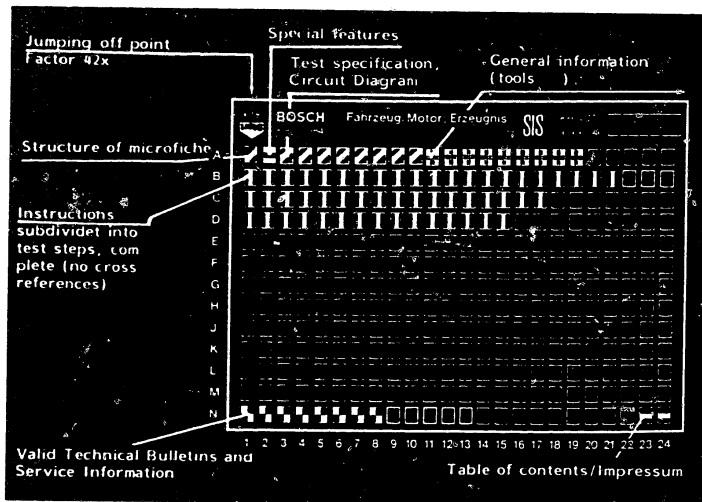 Jumping off point
Factor 42x
Special features
Test specification,
Circuit Diagram
General information
(tools     )
BOSCH
Fahrzeug. Motor. Erzeugnis
SIS
Structure of microfiche
Instructions
subdividet into
test steps, com
plete (no cross
references)
A
B
C
D
E
F
G
H
J
K
L
M
N
1 2 3 4 5 6 7 8 9 10 11 12 13 14 15 16 17 18 19 20 21 22 23 24
Valid Technical Bulletins and
Service Information
Table of contents/Impressum